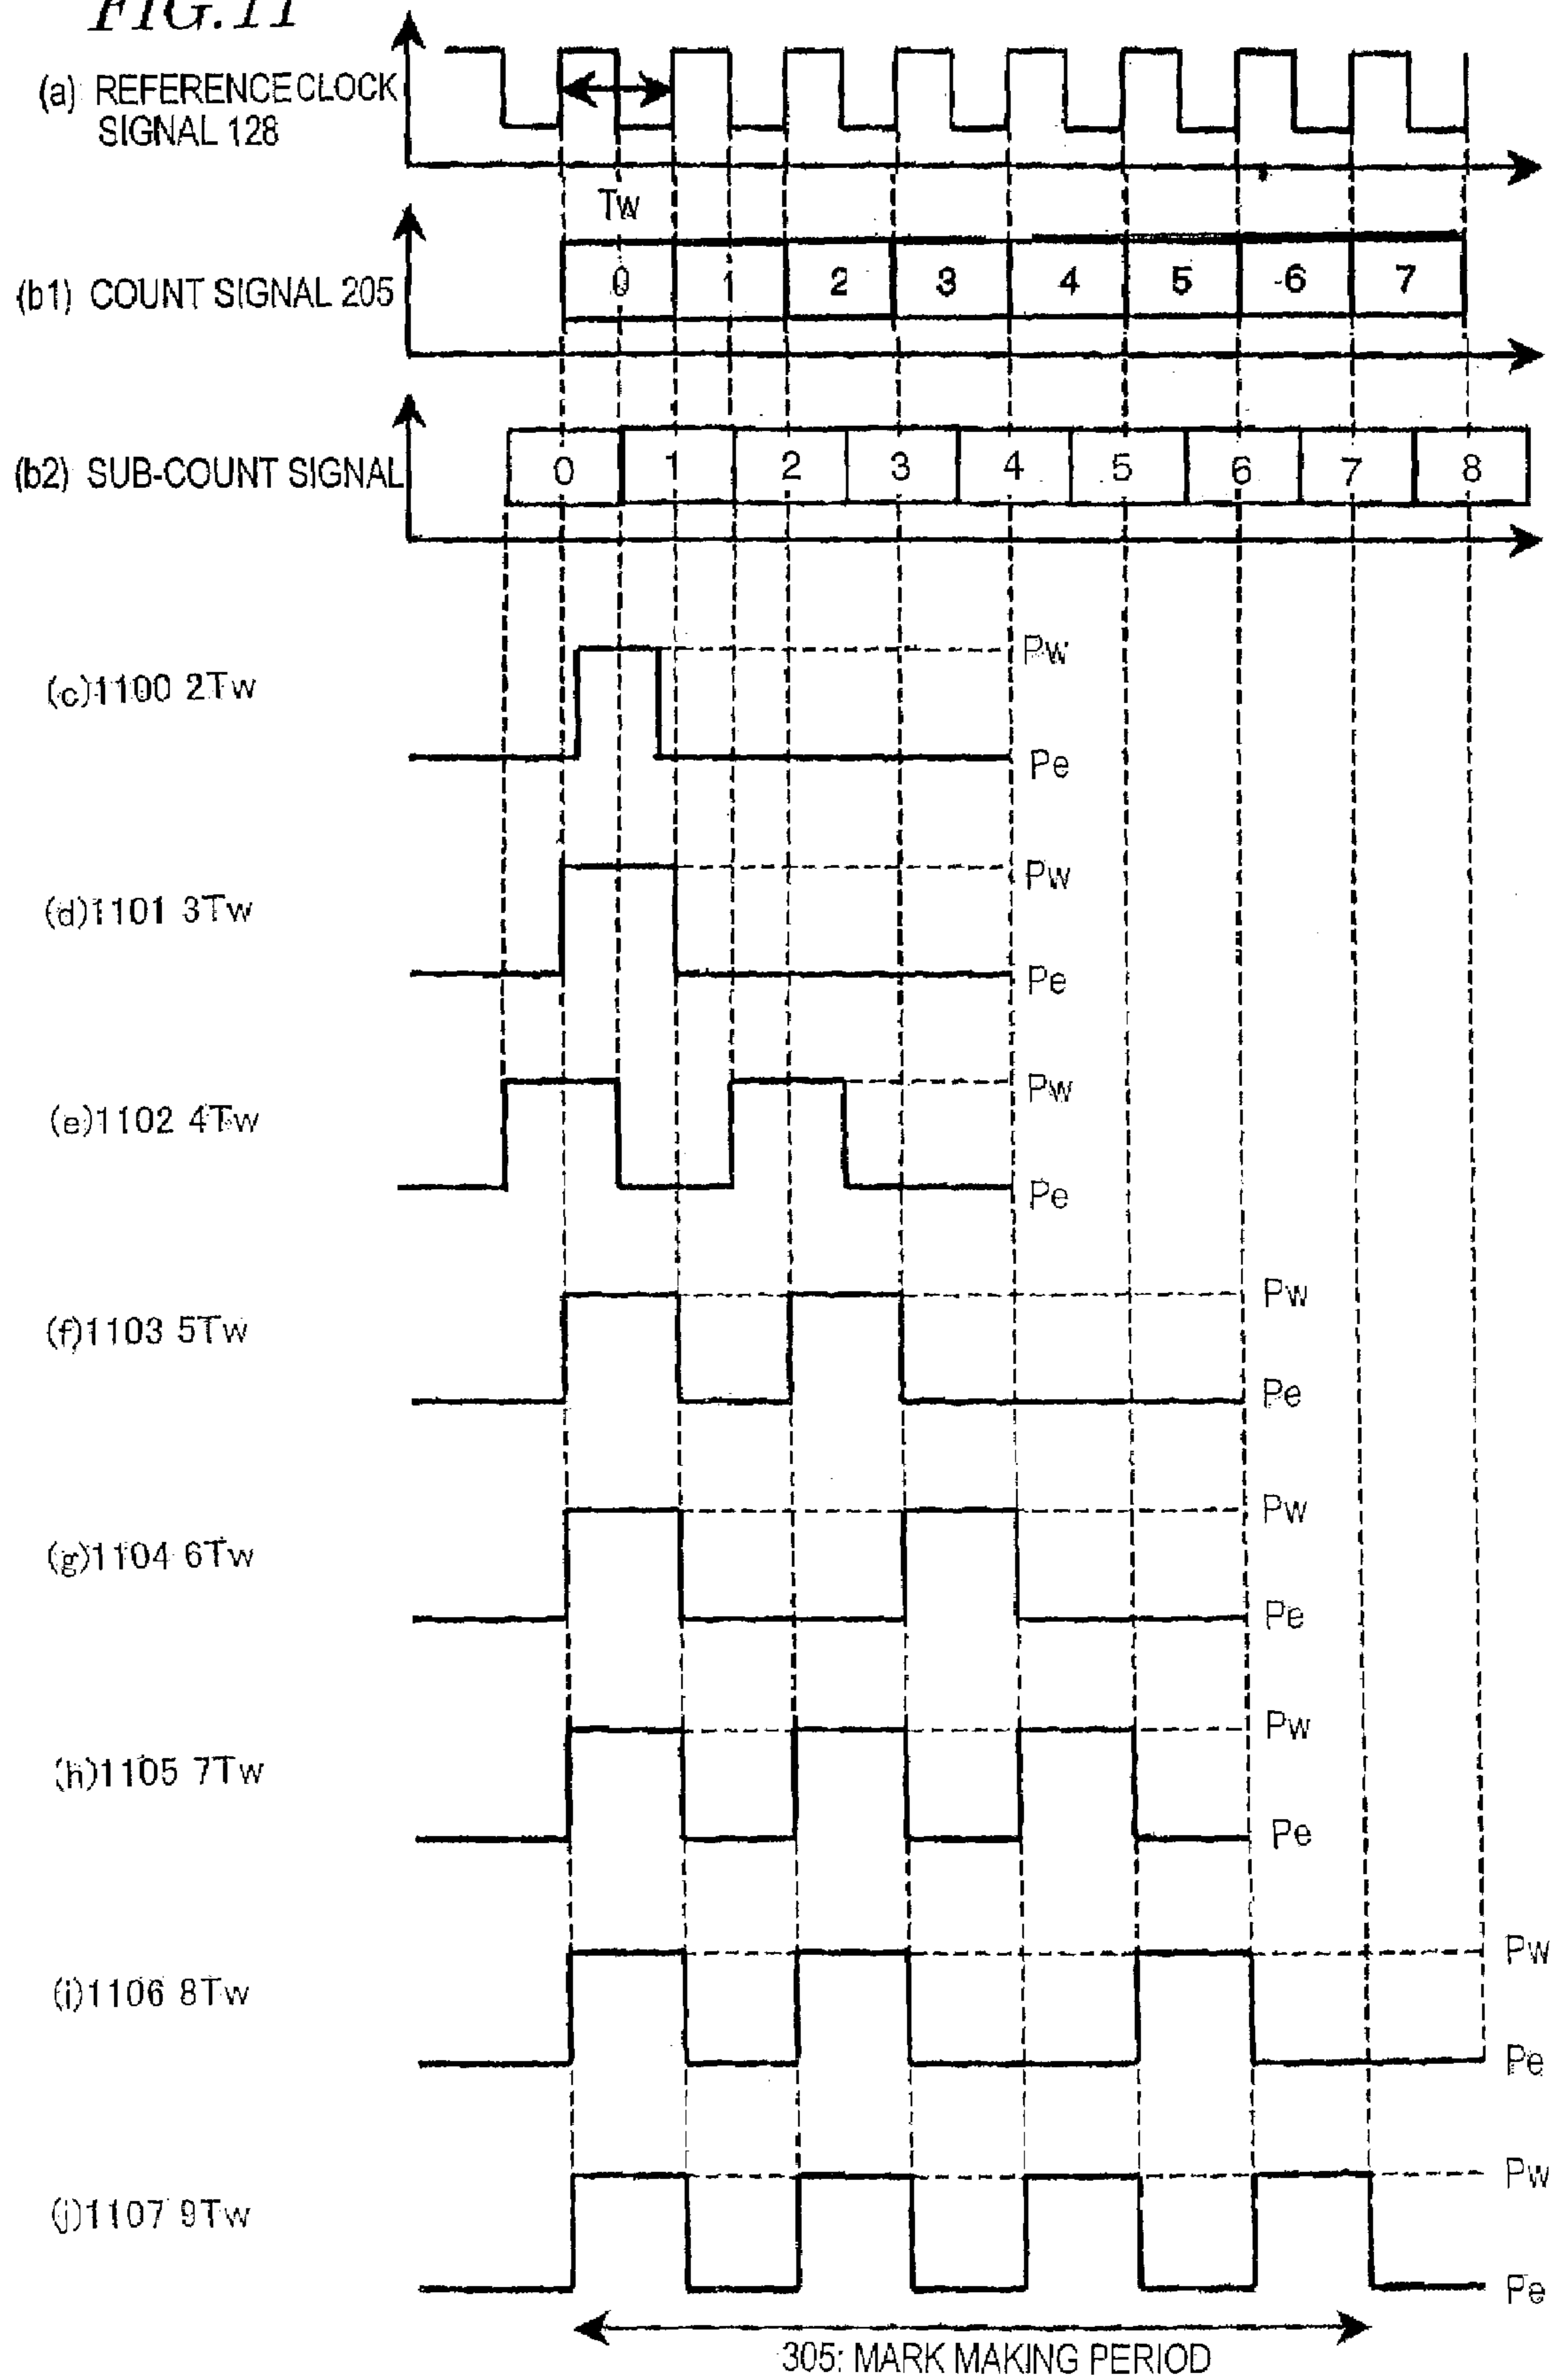 FIG.11
(a) REFERENCE CLOCK
SIGNAL 128
Tw
(b1) COUNT SIGNAL 205
0 1 2 3 4 5 6 7
(b2) SUB-COUNT SIGNAL
0 1 2 3 4 5 6 7 8
(c)1100 2Tw
Pw
Pe
(d)1101 3Tw
Pw
Pe
(e)1102 4Tw
Pw
Pe
(f)1103 5Tw
Pw
Pe
(g)1104 6Tw
Pw
Pe
(h)1105 7Tw
Pw
Pe
(i)1106 8Tw
Pw
Pe
(j)1107 9Tw
Pw
Pe
305: MARK MAKING PERIOD